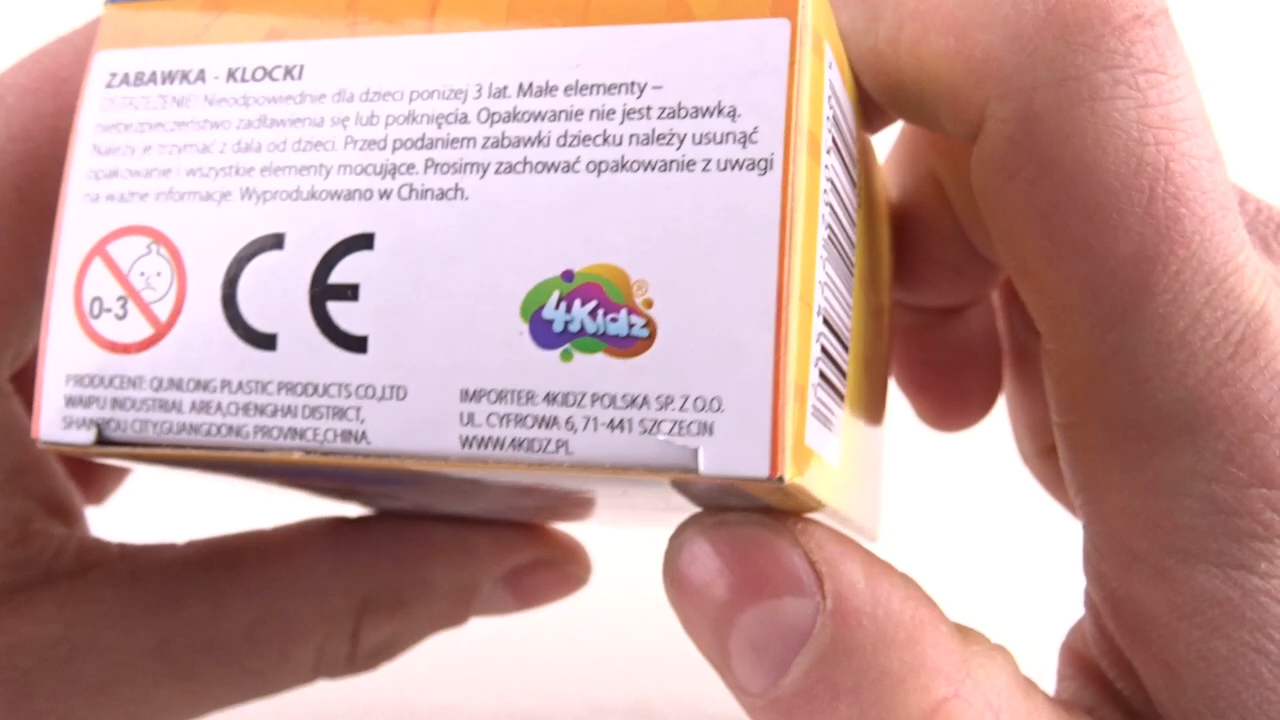 ZABAWKA - KLOCKI
OSTRZEŻENIE! Nieodpowiednie dla dzieci poniżej 3 lat. Małe elementy –
niebezpieczeństwo zadławienia się lub połknięcia. Opakowanie nie jest zabawką.
Należy je trzymać z dala od dzieci. Przed podaniem zabawki dziecku należy usunąć
opakowanie i wszystkie elementy mocujące. Prosimy zachować opakowanie z uwagi
na ważne informacje. Wyprodukowano w Chinach.
0-3
CE
4Kidz
PRODUCENT: QUNLONG PLASTIC PRODUCTS CO.,LTD
WAIPU INDUSTRIAL AREA,CHENGHAI DISTRICT,
SHANTOU CITY,GUANGDONG PROVINCE,CHINA.
IMPORTER: 4KIDZ POLSKA SP. Z O.O.
UL. CYFROWA 6, 71-441 SZCZECIN
WWW.4KIDZ.PL